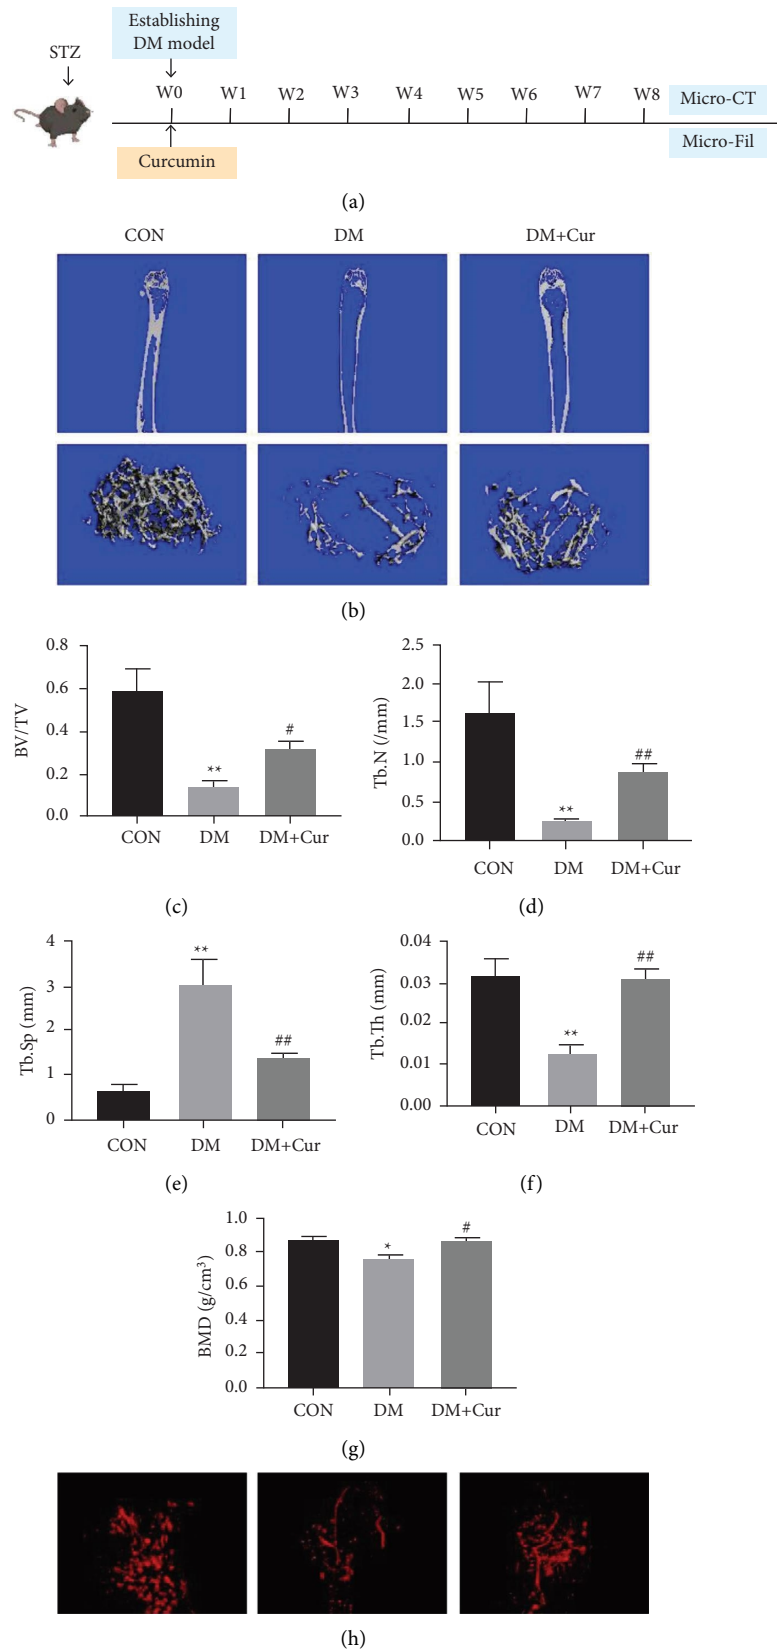 Establishing
DM model
STZ
W0 W1 W2 W3 W4 W5 W6 W7 W8
Micro-CT
Curcumin
Micro-Fil
(a)
CON DM DM+Cur
(b)
0.8
0.6
0.4
0.2
0.0
BV/TV
**
#
CON DM DM+Cur
(c)
2.5
2.0
1.5
1.0
0.5
0.0
Tb.N (/mm)
**
##
CON DM DM+Cur
(d)
4
3
2
1
0
Tb.Sp (mm)
**
##
CON DM DM+Cur
(e)
0.04
0.03
0.02
0.01
0.00
Tb.Th (mm)
**
##
CON DM DM+Cur
(f)
1.0
0.8
0.6
0.4
0.2
0.0
BMD (g/cm³)
*
#
CON DM DM+Cur
(g)
(h)